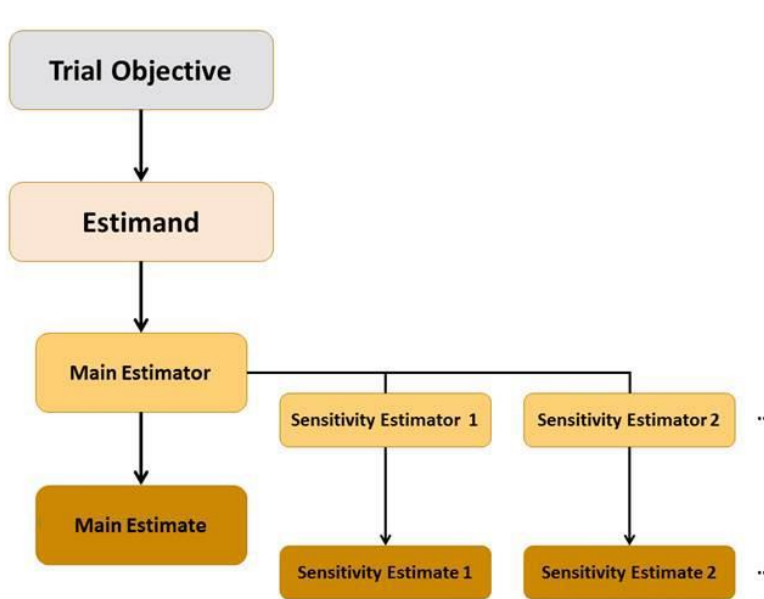 Trial Objective
Estimand
Main Estimator
Sensitivity Estimator 1
Sensitivity Estimator 2
..
Main Estimate
Sensitivity Estimate 1
Sensitivity Estimate 2
..